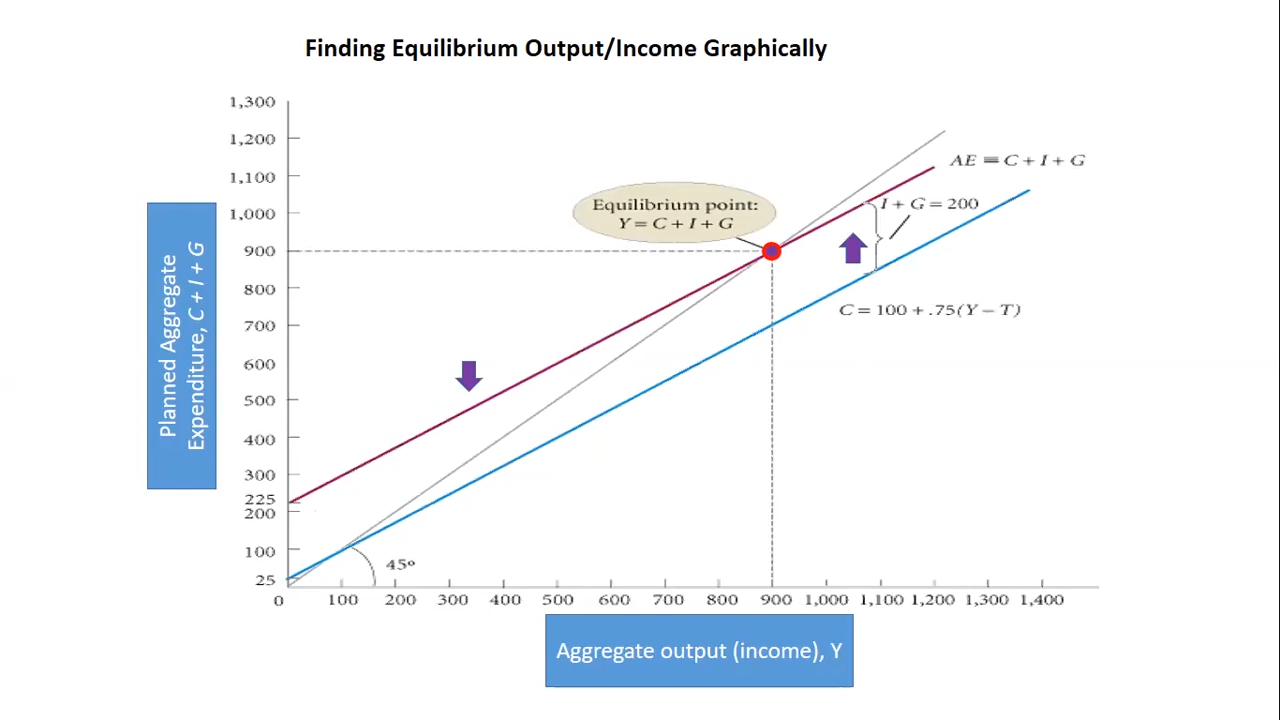 Finding Equilibrium Output/Income Graphically
Planned Aggregate
Expenditure, C + I + G
1,300
1,200
1,100
1,000
900
800
700
600
500
400
300
225
200
100
25
0
Equilibrium point:
Y = C + I + G
AE ≡ C + I + G
I + G = 200
C = 100 + .75(Y − T)
45º
100 200 300 400 500 600 700 800 900 1,000 1,100 1,200 1,300 1,400
Aggregate output (income), Y